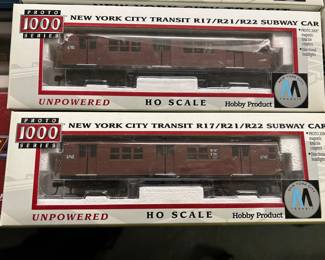 PROTO
1000
SERIES
NEW YORK CITY TRANSIT R17/R21/R22 SUBWAY CAR
UNPOWERED
HO SCALE
Hobby Product
PROTO
1000
SERIES
NEW YORK CITY TRANSIT R17/R21/R22 SUBWAY CAR
UNPOWERED
HO SCALE
Hobby Product